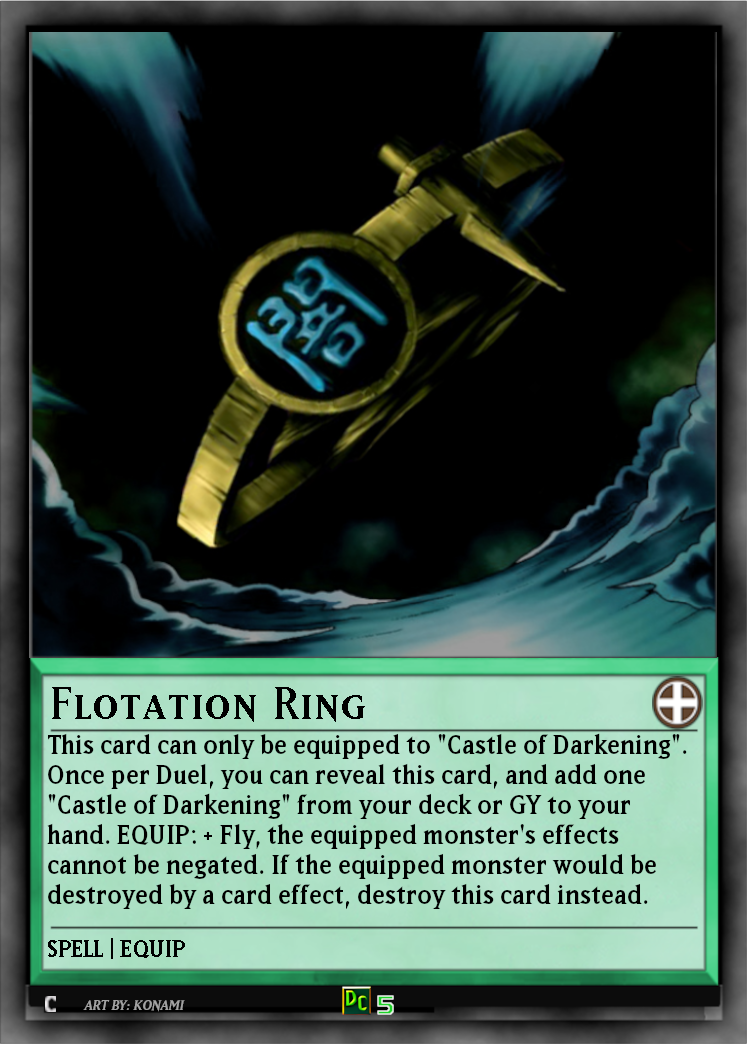 闇
Flotation Ring
This card can only be equipped to "Castle of Darkening".
Once per Duel, you can reveal this card, and add one
"Castle of Darkening" from your deck or GY to your
hand. EQUIP: + Fly, the equipped monster's effects
cannot be negated. If the equipped monster would be
destroyed by a card effect, destroy this card instead.
SPELL | EQUIP
C ART BY: KONAMI DC 5